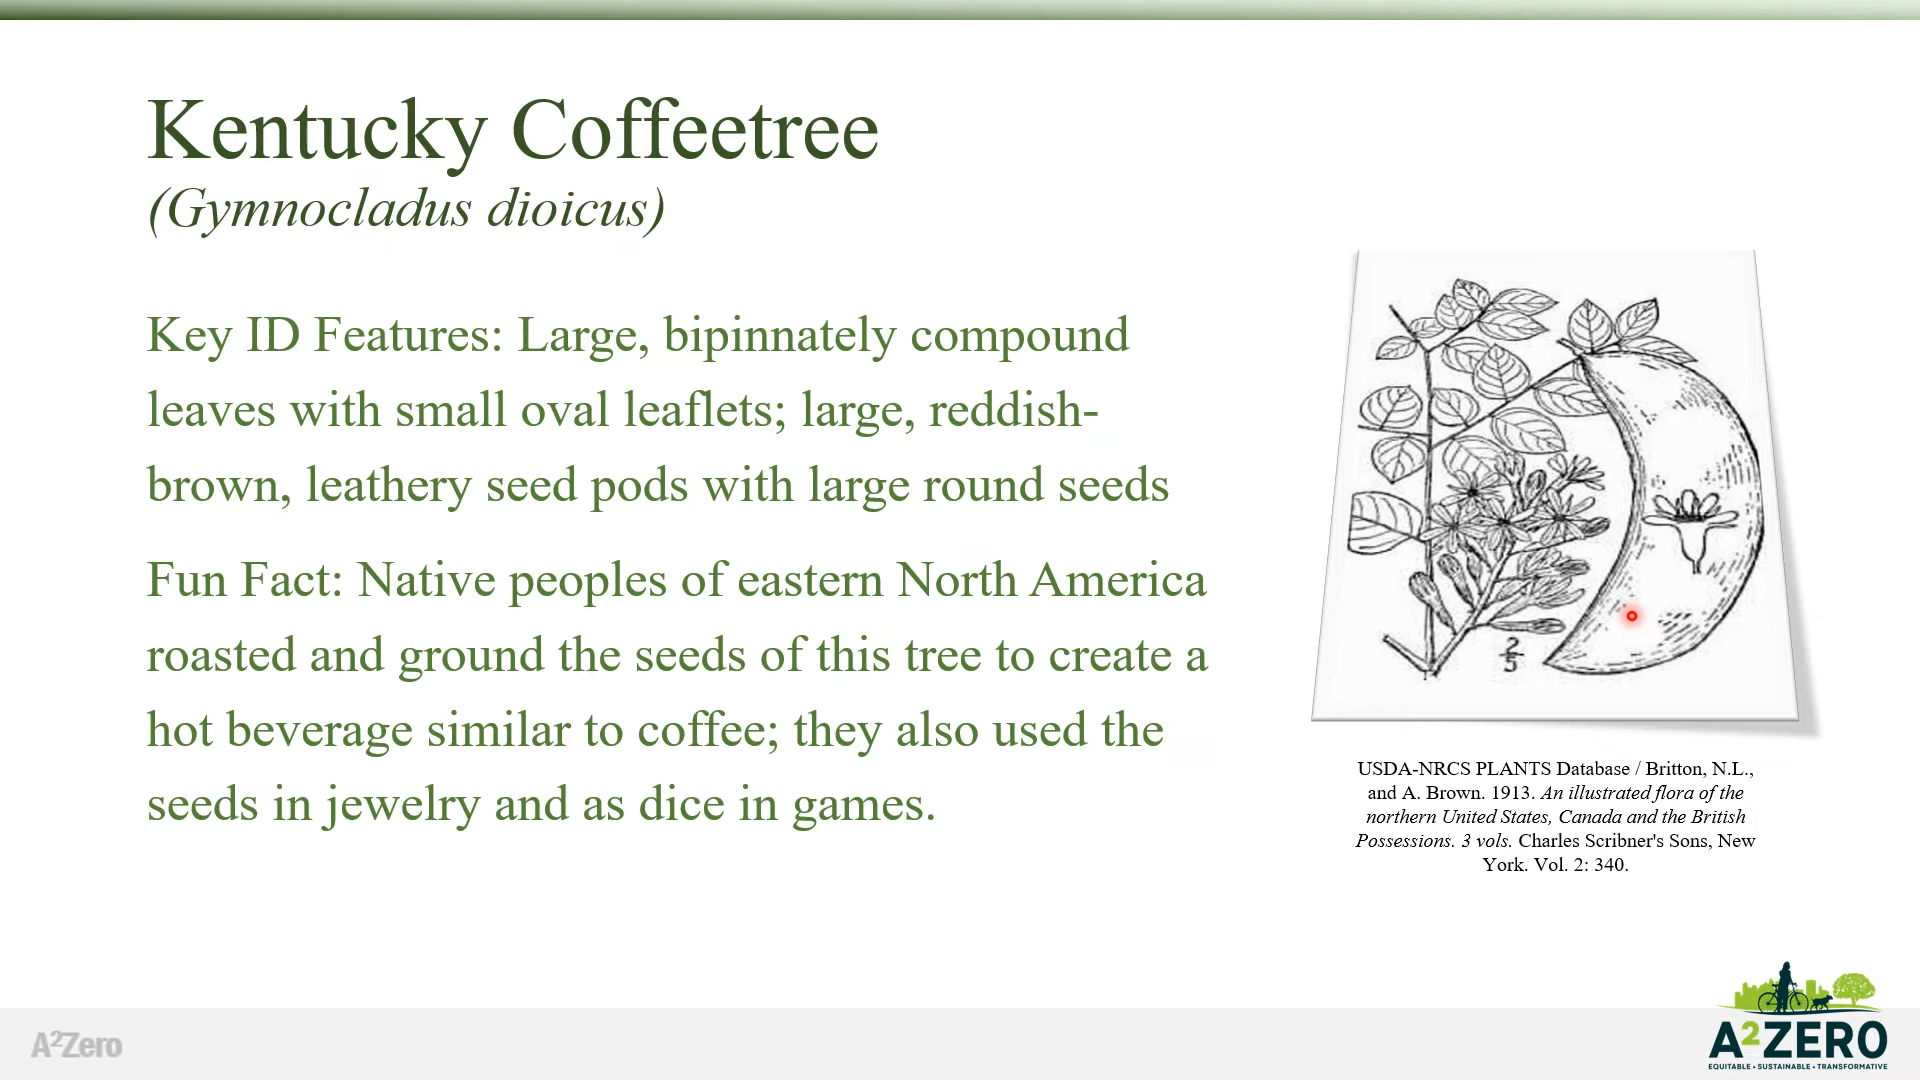 Kentucky Coffeetree
(Gymnocladus dioicus)
Key ID Features: Large, bipinnately compound
leaves with small oval leaflets; large, reddish-
brown, leathery seed pods with large round seeds
Fun Fact: Native peoples of eastern North America
roasted and ground the seeds of this tree to create a
hot beverage similar to coffee; they also used the
seeds in jewelry and as dice in games.
2
5
USDA-NRCS PLANTS Database / Britton, N.L.,
and A. Brown. 1913. An illustrated flora of the
northern United States, Canada and the British
Possessions. 3 vols. Charles Scribner's Sons, New
York. Vol. 2: 340.
A²Zero
A²ZERO
EQUITABLE • SUSTAINABLE • TRANSFORMATIVE